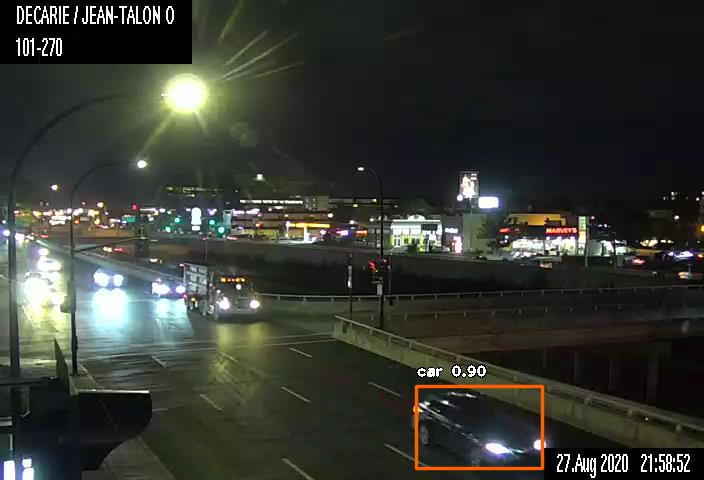 DECARIE / JEAN-TALON O
101-270
HARVEY'S
car 0.90
27.Aug 2020 21:58:52